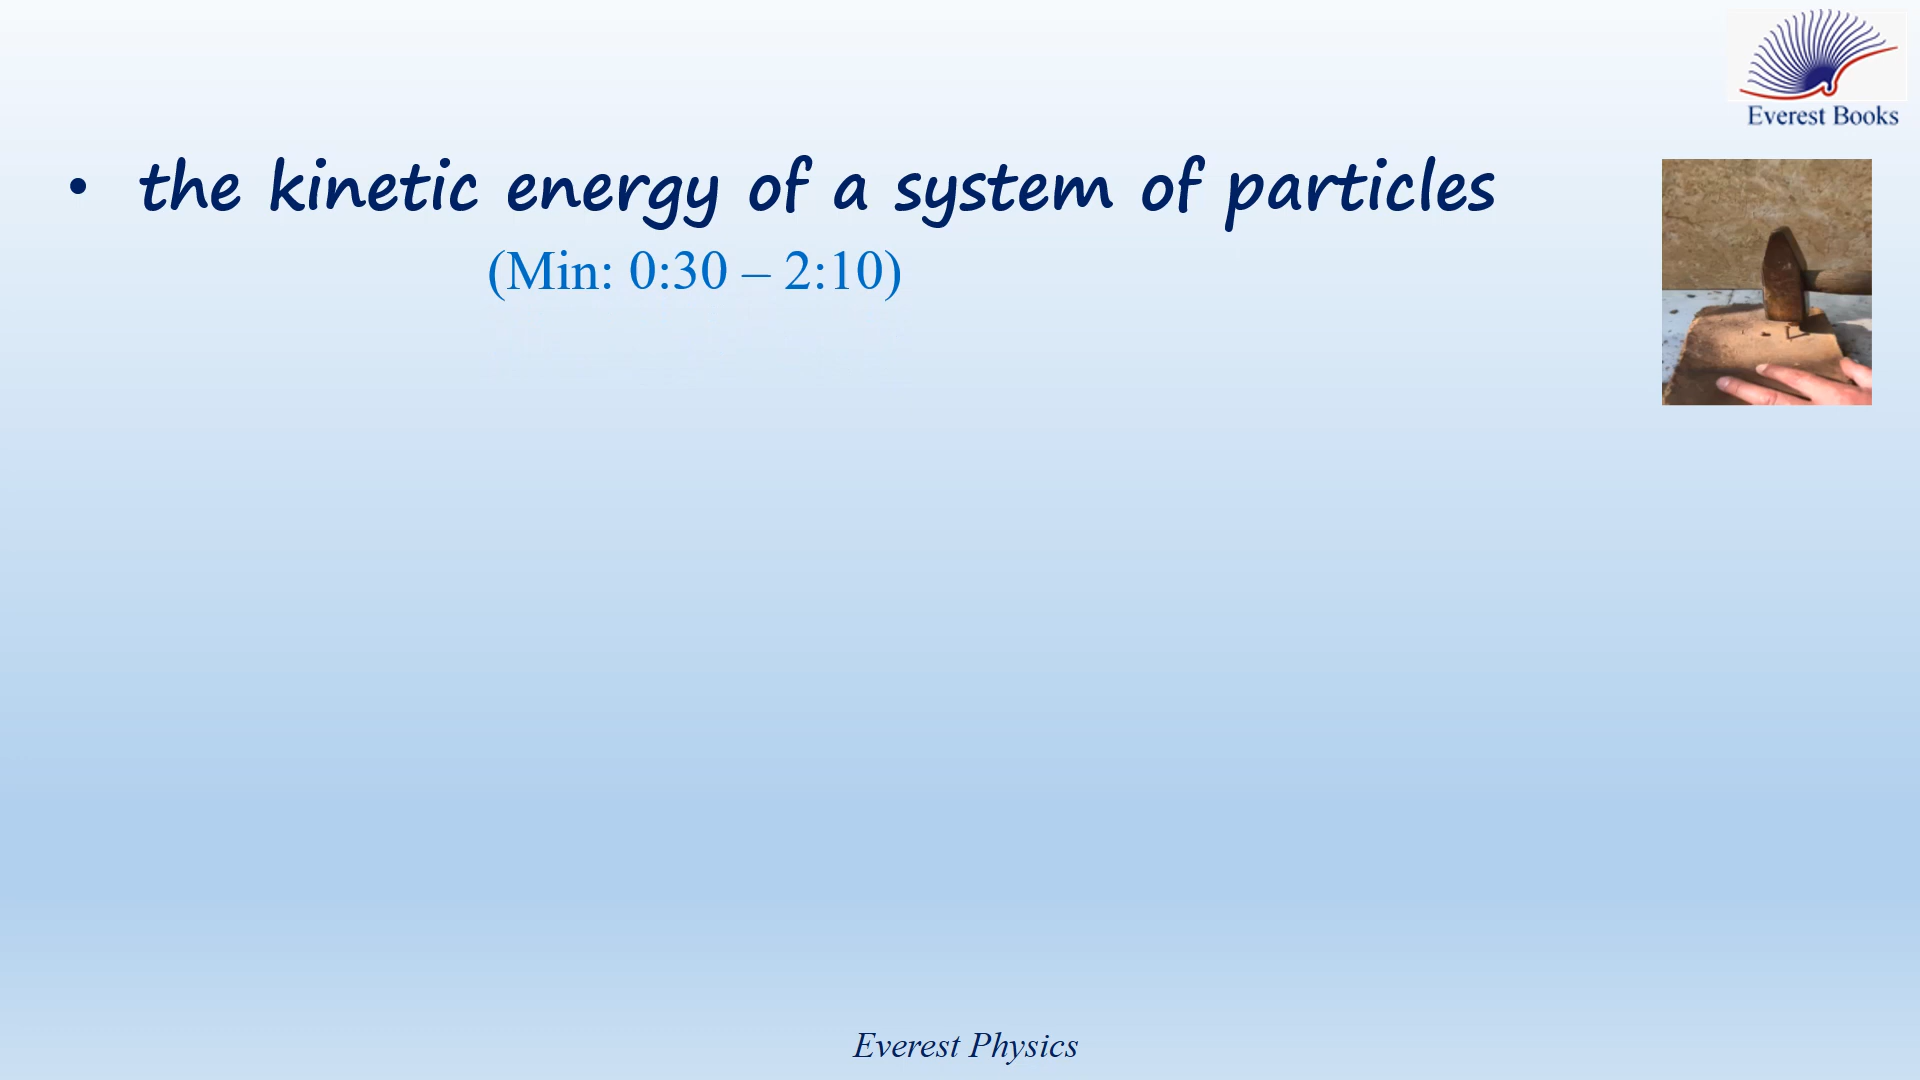 Everest Books
• the kinetic energy of a system of particles
(Min: 0:30 – 2:10)
Everest Physics